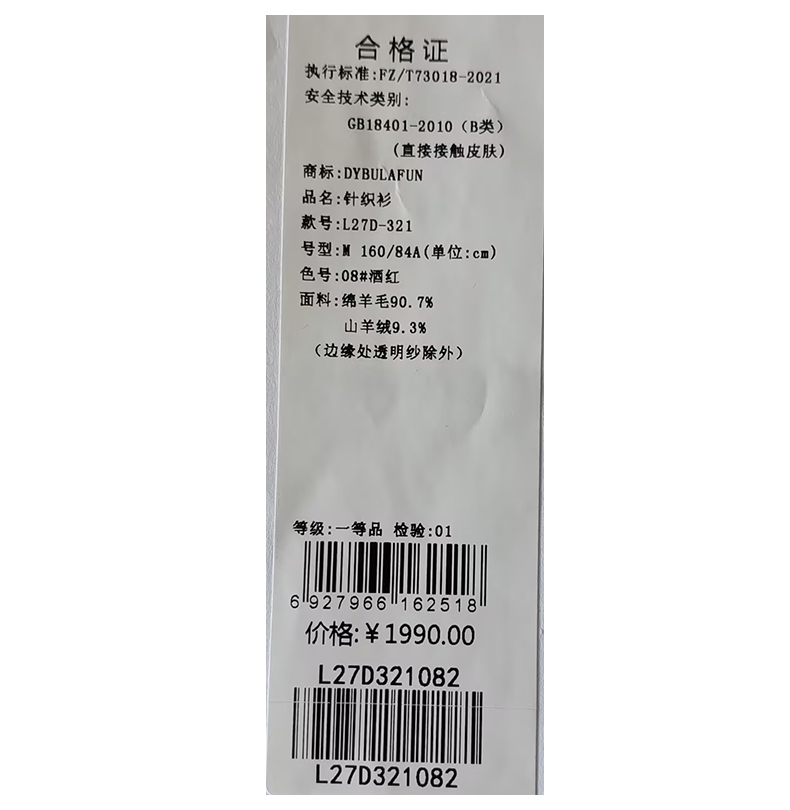 合格证
执行标准:FZ/T73018-2021
安全技术类别:
GB18401-2010（B类）
(直接接触皮肤)
商标:DYBULAFUN
品名:针织衫
款号:L27D-321
号型:M 160/84A(单位:cm)
色号:08#酒红
面料:绵羊毛90.7%
山羊绒9.3%
（边缘处透明纱除外）
等级:一等品 检验:01
6 927966 162518
价格:￥1990.00
L27D321082
L27D321082